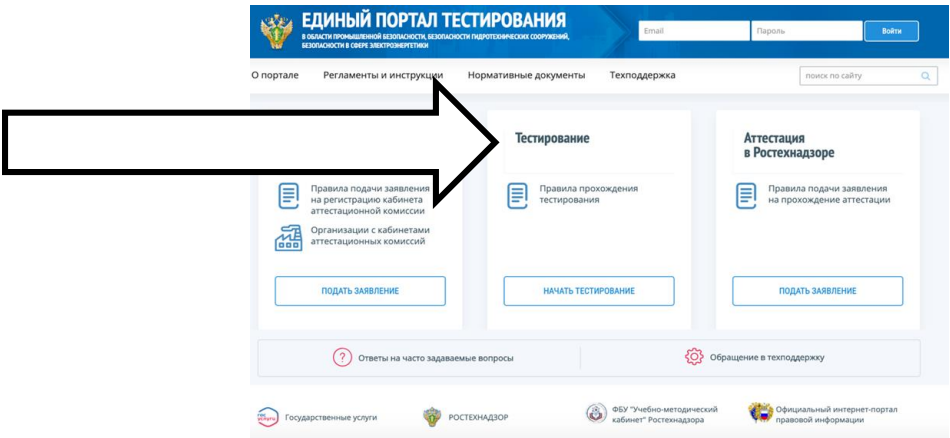 ЕДИНЫЙ ПОРТАЛ ТЕСТИРОВАНИЯ
В ОБЛАСТИ ПРОМЫШЛЕННОЙ БЕЗОПАСНОСТИ, БЕЗОПАСНОСТИ ГИДРОТЕХНИЧЕСКИХ СООРУЖЕНИЙ,
БЕЗОПАСНОСТИ В СФЕРЕ ЭЛЕКТРОЭНЕРГЕТИКИ
Email
Пароль
Войти
О портале
Регламенты и инструкции
Нормативные документы
Техподдержка
поиск по сайту
Правила подачи заявления
на регистрацию кабинета
аттестационной комиссии
Организации с кабинетами
аттестационных комиссий
ПОДАТЬ ЗАЯВЛЕНИЕ
Тестирование
Правила прохождения
тестирования
НАЧАТЬ ТЕСТИРОВАНИЕ
Аттестация
в Ростехнадзоре
Правила подачи заявления
на прохождение аттестации
ПОДАТЬ ЗАЯВЛЕНИЕ
Ответы на часто задаваемые вопросы
Обращение в техподдержку
гос
услуги
Государственные услуги
РОСТЕХНАДЗОР
ФБУ "Учебно-методический
кабинет" Ростехнадзора
Официальный интернет-портал
правовой информации